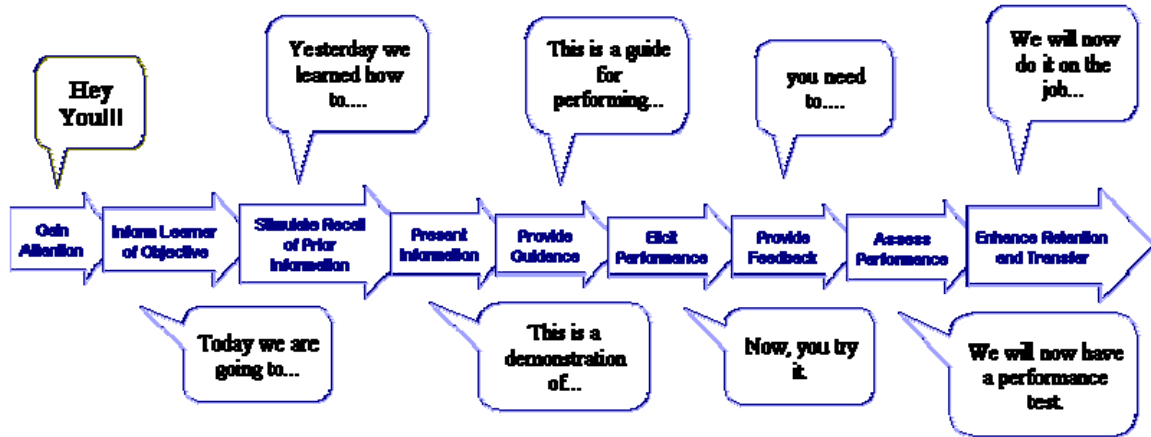 Hey
You!!!
Yesterday we
learned how
to....
This is a guide
for
performing...
you need
to....
We will now
do it on the
job...
Gain
Attention
Inform Learner
of Objective
Stimulate Recall
of Prior
Information
Present
Information
Provide
Guidance
Elicit
Performance
Provide
Feedback
Assess
Performance
Enhance Retention
and Transfer
Today we are
going to...
This is a
demonstration
of...
Now, you try
it.
We will now have
a performance
test.